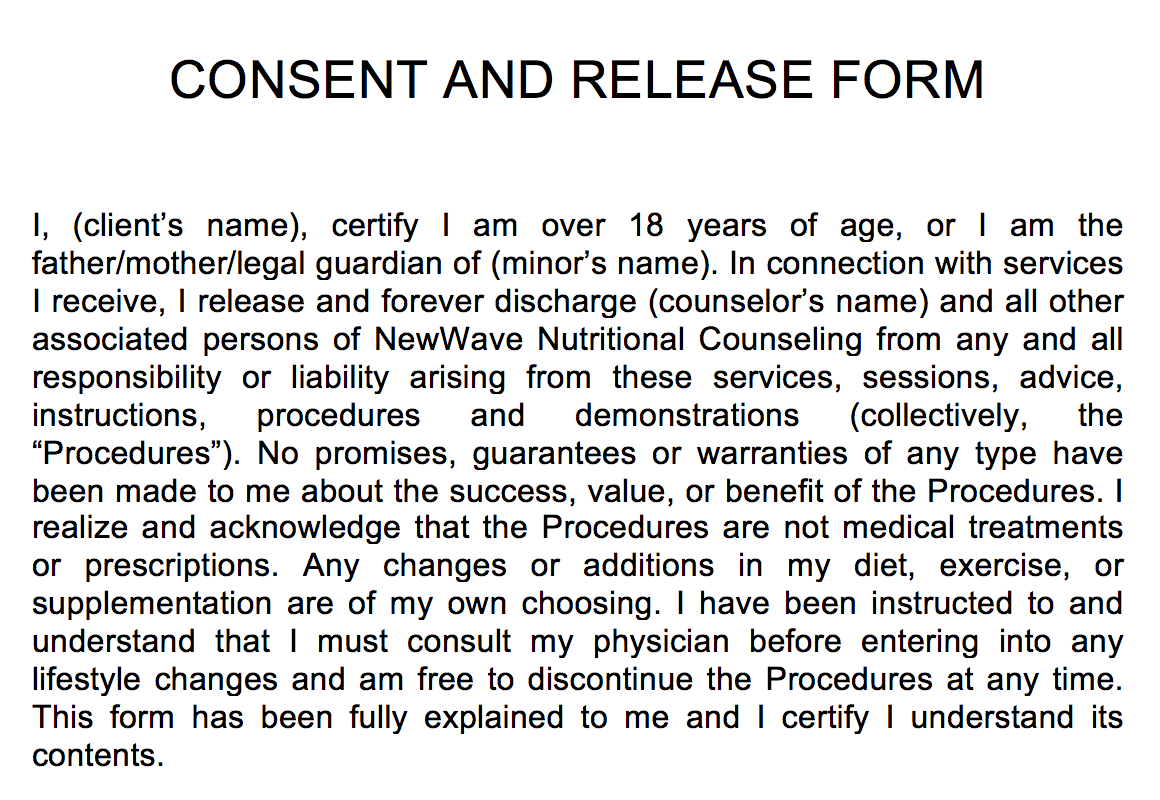 CONSENT AND RELEASE FORM
I, (client’s name), certify I am over 18 years of age, or I am the
father/mother/legal guardian of (minor’s name). In connection with services
I receive, I release and forever discharge (counselor’s name) and all other
associated persons of NewWave Nutritional Counseling from any and all
responsibility or liability arising from these services, sessions, advice,
instructions, procedures and demonstrations (collectively, the
“Procedures”). No promises, guarantees or warranties of any type have
been made to me about the success, value, or benefit of the Procedures. I
realize and acknowledge that the Procedures are not medical treatments
or prescriptions. Any changes or additions in my diet, exercise, or
supplementation are of my own choosing. I have been instructed to and
understand that I must consult my physician before entering into any
lifestyle changes and am free to discontinue the Procedures at any time.
This form has been fully explained to me and I certify I understand its
contents.